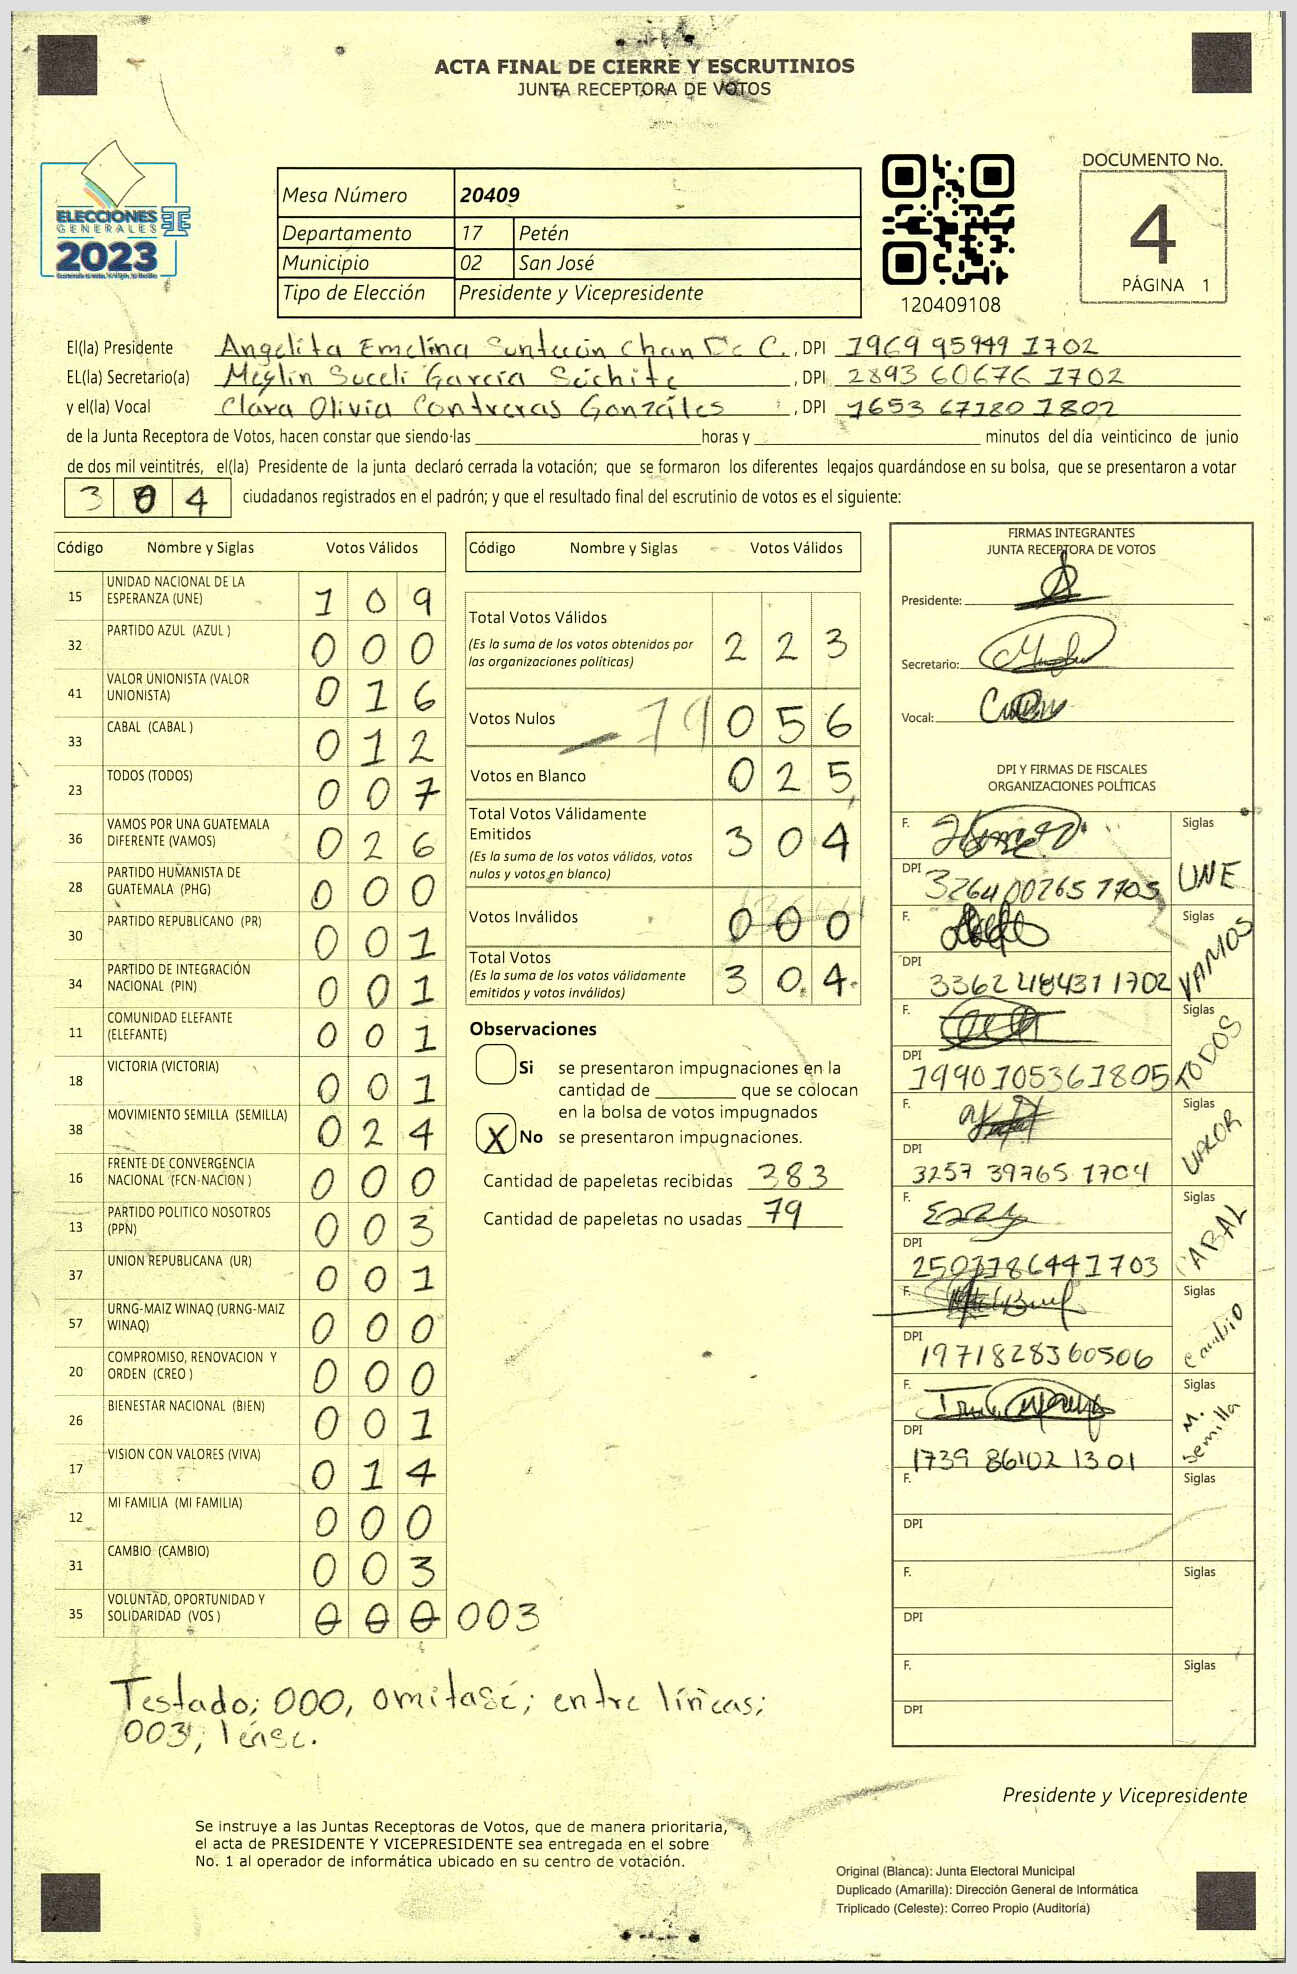 ACTA FINAL DE CIERRE Y ESCRUTINIOS
JUNTA RECEPTORA DE VOTOS
ELECCIONES
GENERALES
2023
Mesa Número 20409
Departamento 17 Petén
Municipio 02 San José
Tipo de Elección Presidente y Vicepresidente
120409108
DOCUMENTO No.
4
PÁGINA 1
El(la) Presidente Angelita Emelina Suntecún Chan De C. , DPI 1969 95949 1702
EL(la) Secretario(a) Meylin Suceli García Súchite , DPI 2893 60676 1702
y el(la) Vocal Clara Olivia Contreras Gonzáles , DPI 1653 67180 1802
de la Junta Receptora de Votos, hacen constar que siendo las horas y minutos del día veinticinco de junio
de dos mil veintitrés, el(la) Presidente de la junta declaró cerrada la votación; que se formaron los diferentes legajos quardándose en su bolsa, que se presentaron a votar
3 0 4 ciudadanos registrados en el padrón; y que el resultado final del escrutinio de votos es el siguiente:
Código Nombre y Siglas Votos Válidos
15 UNIDAD NACIONAL DE LA ESPERANZA (UNE) 1 0 9
32 PARTIDO AZUL (AZUL ) 0 0 0
41 VALOR UNIONISTA (VALOR UNIONISTA) 0 1 6
33 CABAL (CABAL ) 0 1 2
23 TODOS (TODOS) 0 0 7
36 VAMOS POR UNA GUATEMALA DIFERENTE (VAMOS) 0 2 6
28 PARTIDO HUMANISTA DE GUATEMALA (PHG) 0 0 0
30 PARTIDO REPUBLICANO (PR) 0 0 1
34 PARTIDO DE INTEGRACIÓN NACIONAL (PIN) 0 0 1
11 COMUNIDAD ELEFANTE (ELEFANTE) 0 0 1
18 VICTORIA (VICTORIA) 0 0 1
38 MOVIMIENTO SEMILLA (SEMILLA) 0 2 4
16 FRENTE DE CONVERGENCIA NACIONAL (FCN-NACION ) 0 0 0
13 PARTIDO POLITICO NOSOTROS (PPN) 0 0 3
37 UNION REPUBLICANA (UR) 0 0 1
57 URNG-MAIZ WINAQ (URNG-MAIZ WINAQ) 0 0 0
20 COMPROMISO, RENOVACION Y ORDEN (CREO ) 0 0 0
26 BIENESTAR NACIONAL (BIEN) 0 0 1
17 VISION CON VALORES (VIVA) 0 1 4
12 MI FAMILIA (MI FAMILIA) 0 0 0
31 CAMBIO (CAMBIO) 0 0 3
35 VOLUNTAD, OPORTUNIDAD Y SOLIDARIDAD (VOS ) 0 0 0 003
Testado; 000, omitasé; entre líneas;
003, léase.
Código Nombre y Siglas Votos Válidos
Total Votos Válidos
(Es la suma de los votos obtenidos por
las organizaciones políticas) 2 2 3
Votos Nulos 79 0 5 6
Votos en Blanco 0 2 5
Total Votos Válidamente
Emitidos
(Es la suma de los votos válidos, votos
nulos y votos en blanco) 3 0 4
Votos Inválidos 0 0 0
Total Votos
(Es la suma de los votos válidamente
emitidos y votos inválidos) 3 0 4
Observaciones
Si se presentaron impugnaciones en la
cantidad de que se colocan
en la bolsa de votos impugnados
X No se presentaron impugnaciones.
Cantidad de papeletas recibidas 383
Cantidad de papeletas no usadas 79
FIRMAS INTEGRANTES
JUNTA RECEPTORA DE VOTOS
Presidente:
Secretario:
Vocal:
DPI Y FIRMAS DE FISCALES
ORGANIZACIONES POLÍTICAS
F. Siglas UNE
DPI 3264 00265 1705
F. Siglas VAMOS
DPI 3362 418431 1702
F. Siglas TODOS
DPI 1990105361805
F. Siglas VALOR
DPI 3257 39765 1704
F. Siglas CABAL
DPI 2503786441703
F. Siglas Cambio
DPI 1971828360506
F. Siglas M. Semilla
DPI 1739 86102 1301
F. Siglas
DPI
F. Siglas
DPI
F. Siglas
DPI
Presidente y Vicepresidente
Se instruye a las Juntas Receptoras de Votos, que de manera prioritaria,
el acta de PRESIDENTE Y VICEPRESIDENTE sea entregada en el sobre
No. 1 al operador de informática ubicado en su centro de votación.
Original (Blanca): Junta Electoral Municipal
Duplicado (Amarilla): Dirección General de Informática
Triplicado (Celeste): Correo Propio (Auditoría)